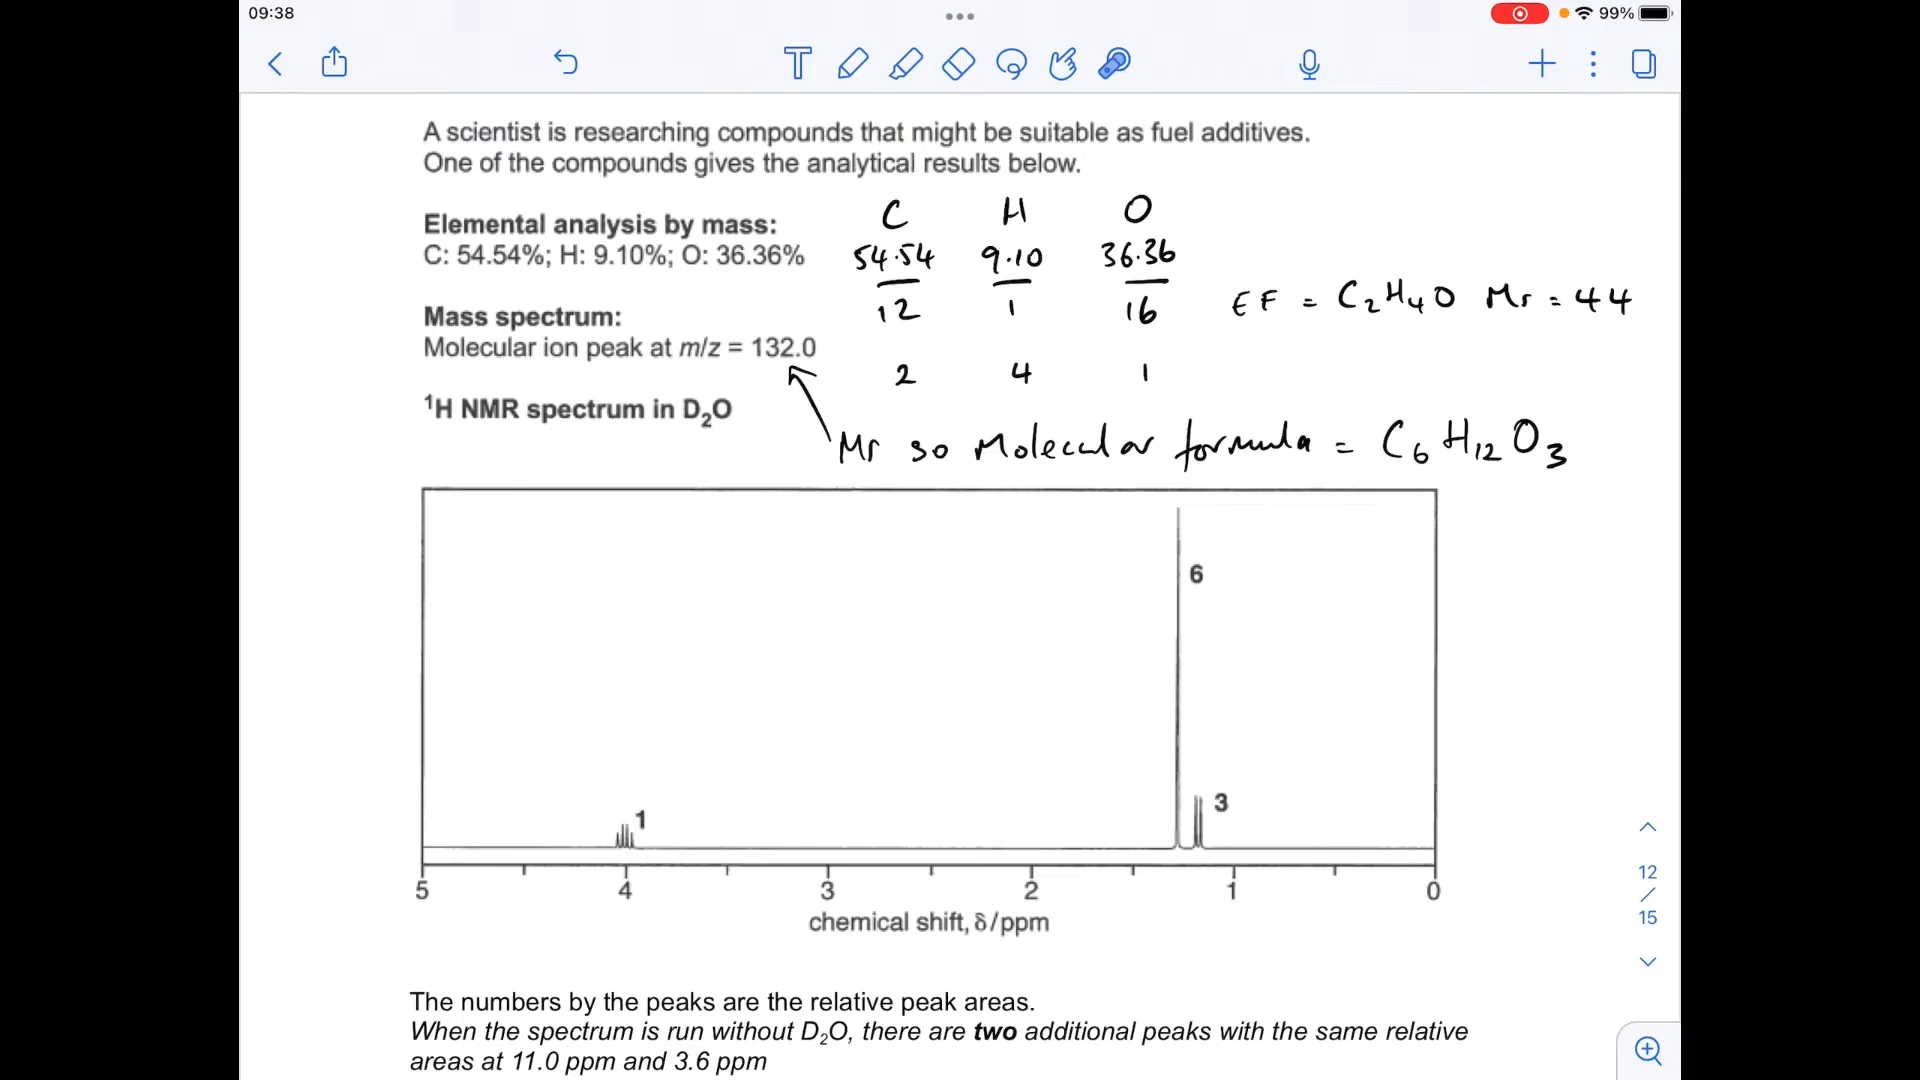 09:38
99%
A scientist is researching compounds that might be suitable as fuel additives.
One of the compounds gives the analytical results below.
C H O
Elemental analysis by mass:
C: 54.54%; H: 9.10%; O: 36.36%
54.54 9.10 36.36
12 1 16
EF = C₂H₄O Mr = 44
Mass spectrum:
Molecular ion peak at m/z = 132.0
2 4 1
¹H NMR spectrum in D₂O
Mr so Molecular formula = C₆H₁₂O₃
6
3
1
5 4 3 2 1 0
chemical shift, δ/ppm
12
/
15
The numbers by the peaks are the relative peak areas.
When the spectrum is run without D₂O, there are two additional peaks with the same relative
areas at 11.0 ppm and 3.6 ppm